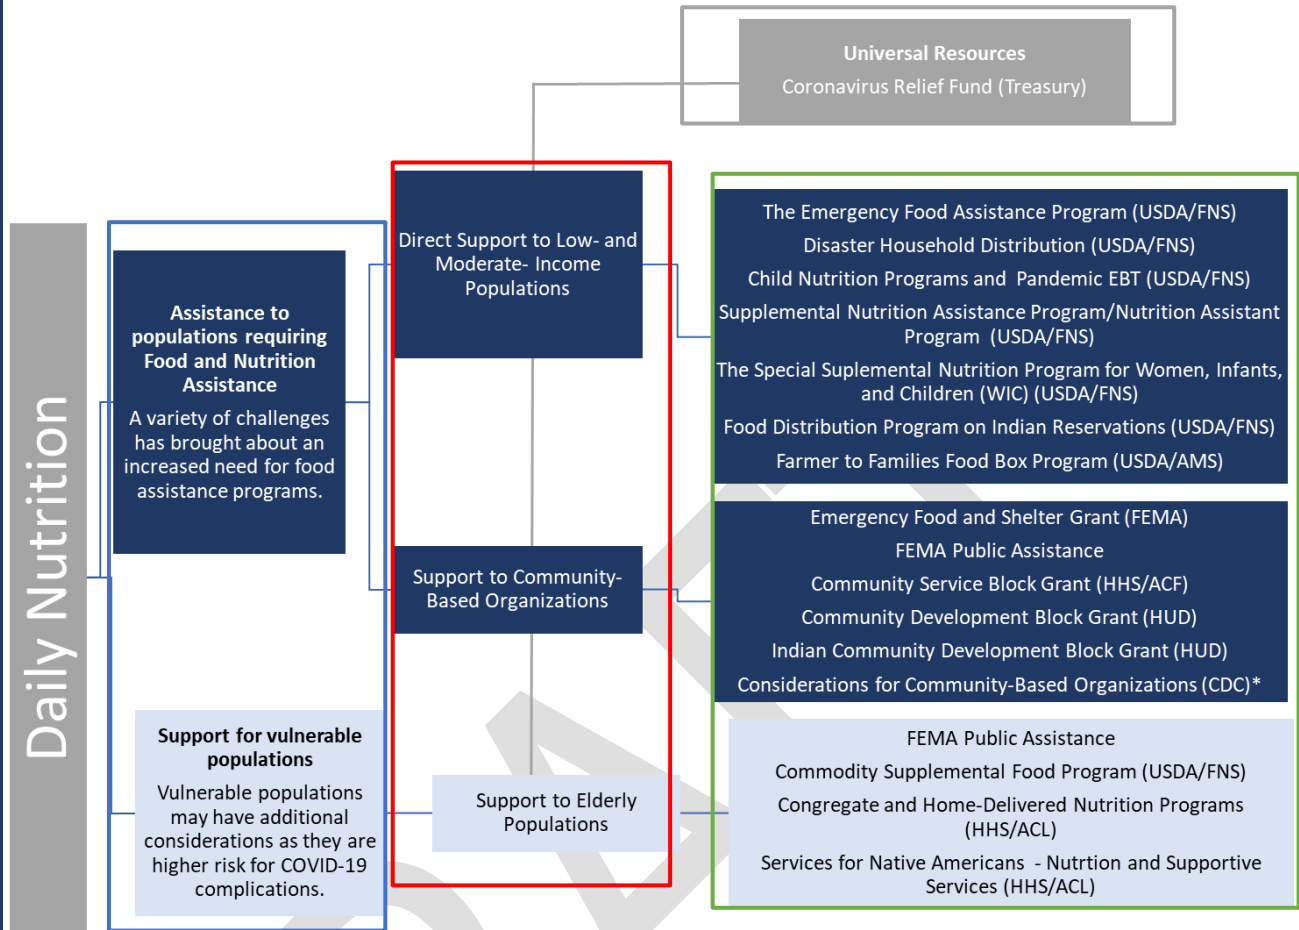 Universal Resources
Coronavirus Relief Fund (Treasury)
Daily Nutrition
Assistance to
populations requiring
Food and Nutrition
Assistance
A variety of challenges
has brought about an
increased need for food
assistance programs.
Direct Support to Low- and
Moderate- Income
Populations
The Emergency Food Assistance Program (USDA/FNS)
Disaster Household Distribution (USDA/FNS)
Child Nutrition Programs and Pandemic EBT (USDA/FNS)
Supplemental Nutrition Assistance Program/Nutrition Assistant
Program (USDA/FNS)
The Special Suplemental Nutrition Program for Women, Infants,
and Children (WIC) (USDA/FNS)
Food Distribution Program on Indian Reservations (USDA/FNS)
Farmer to Families Food Box Program (USDA/AMS)
Support to Community-
Based Organizations
Emergency Food and Shelter Grant (FEMA)
FEMA Public Assistance
Community Service Block Grant (HHS/ACF)
Community Development Block Grant (HUD)
Indian Community Development Block Grant (HUD)
Considerations for Community-Based Organizations (CDC)*
Support for vulnerable
populations
Vulnerable populations
may have additional
considerations as they are
higher risk for COVID-19
complications.
Support to Elderly
Populations
FEMA Public Assistance
Commodity Supplemental Food Program (USDA/FNS)
Congregate and Home-Delivered Nutrition Programs
(HHS/ACL)
Services for Native Americans - Nutrtion and Supportive
Services (HHS/ACL)